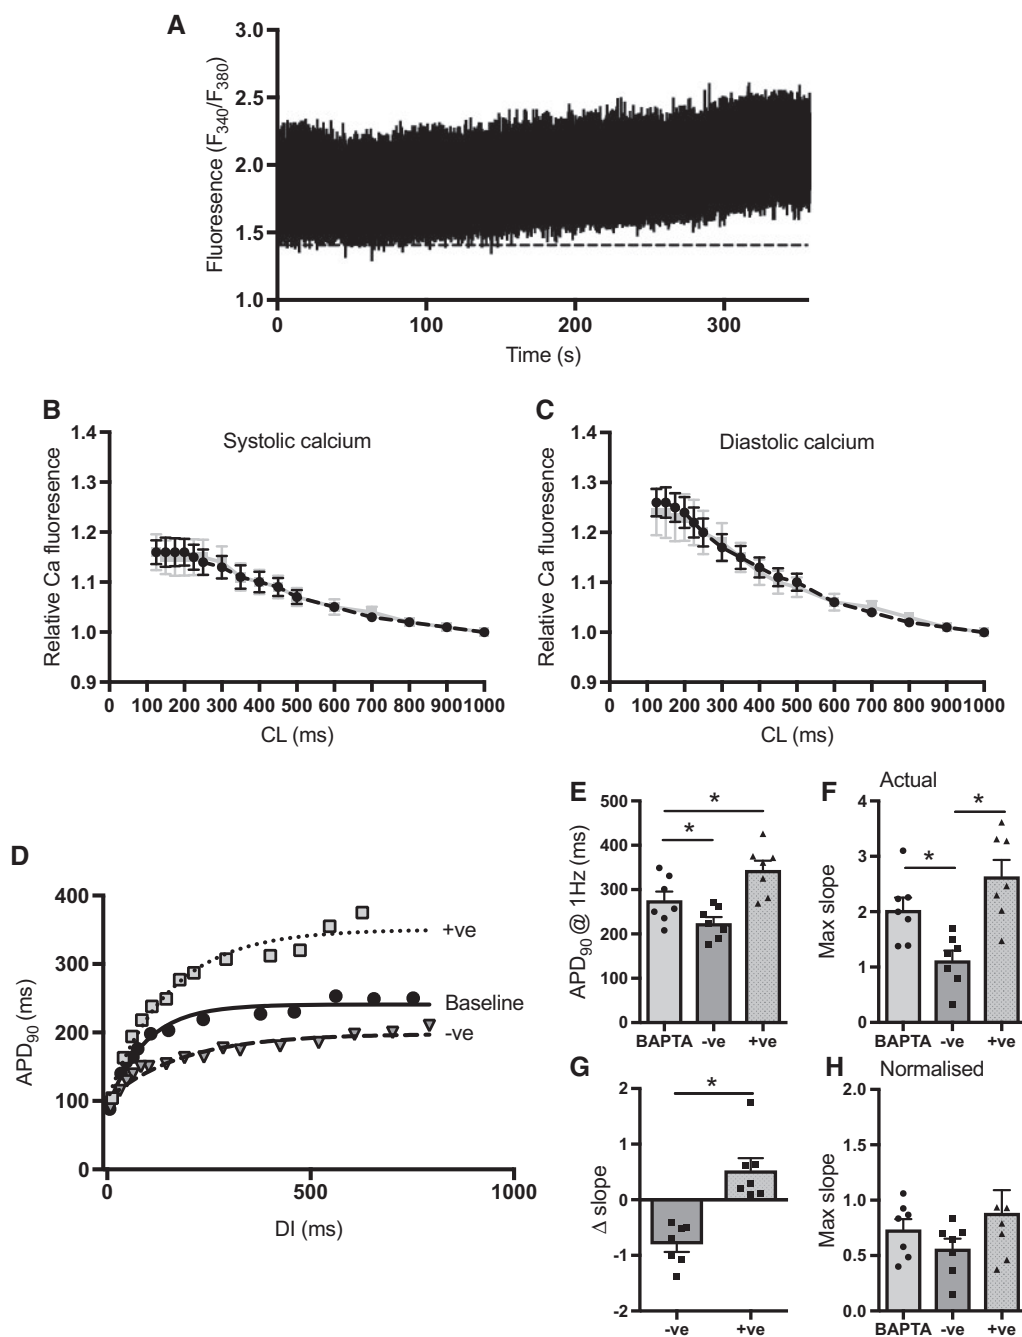 A
3.0
2.5
2.0
1.5
1.0
Fluoresence (F340/F380)
0 100 200 300
Time (s)
B
Systolic calcium
1.4
1.3
1.2
1.1
1.0
0.9
Relative Ca fluoresence
0 100 200 300 400 500 600 700 800 9001000
CL (ms)
C
Diastolic calcium
1.4
1.3
1.2
1.1
1.0
0.9
Relative Ca fluoresence
0 100 200 300 400 500 600 700 800 9001000
CL (ms)
D
400
300
200
100
0
APD90 (ms)
+ve
Baseline
-ve
0 500 1000
DI (ms)
E
500
400
300
200
100
0
APD90 @ 1Hz (ms)
*
*
BAPTA -ve +ve
F
Actual
4
3
2
1
0
Max slope
*
*
BAPTA -ve +ve
G
2
1
0
-1
-2
Δ slope
*
-ve +ve
H
Normalised
2.0
1.5
1.0
0.5
0.0
Max slope
BAPTA -ve +ve